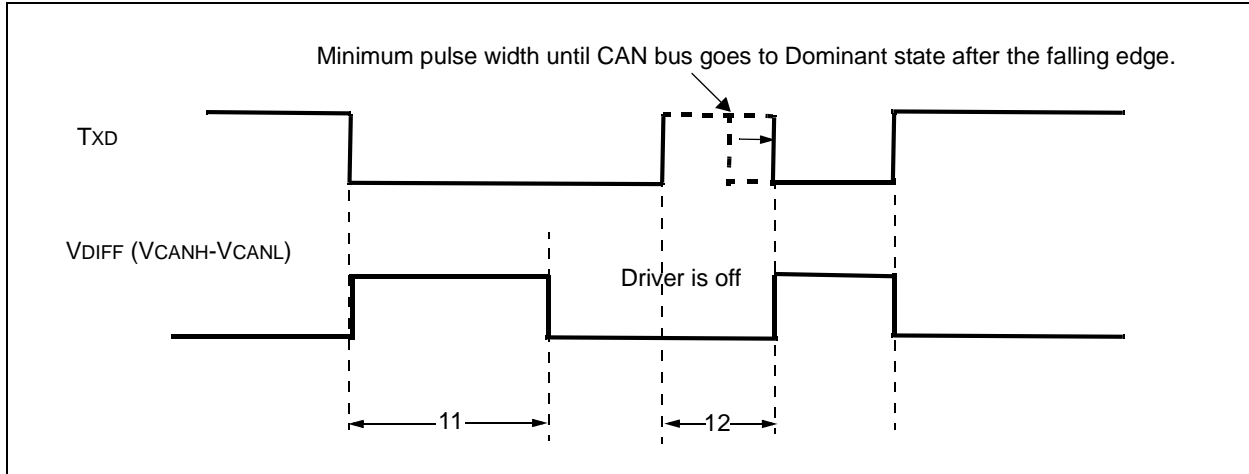 Minimum pulse width until CAN bus goes to Dominant state after the falling edge.
TXD
VDIFF (VCANH-VCANL)
Driver is off
11
12